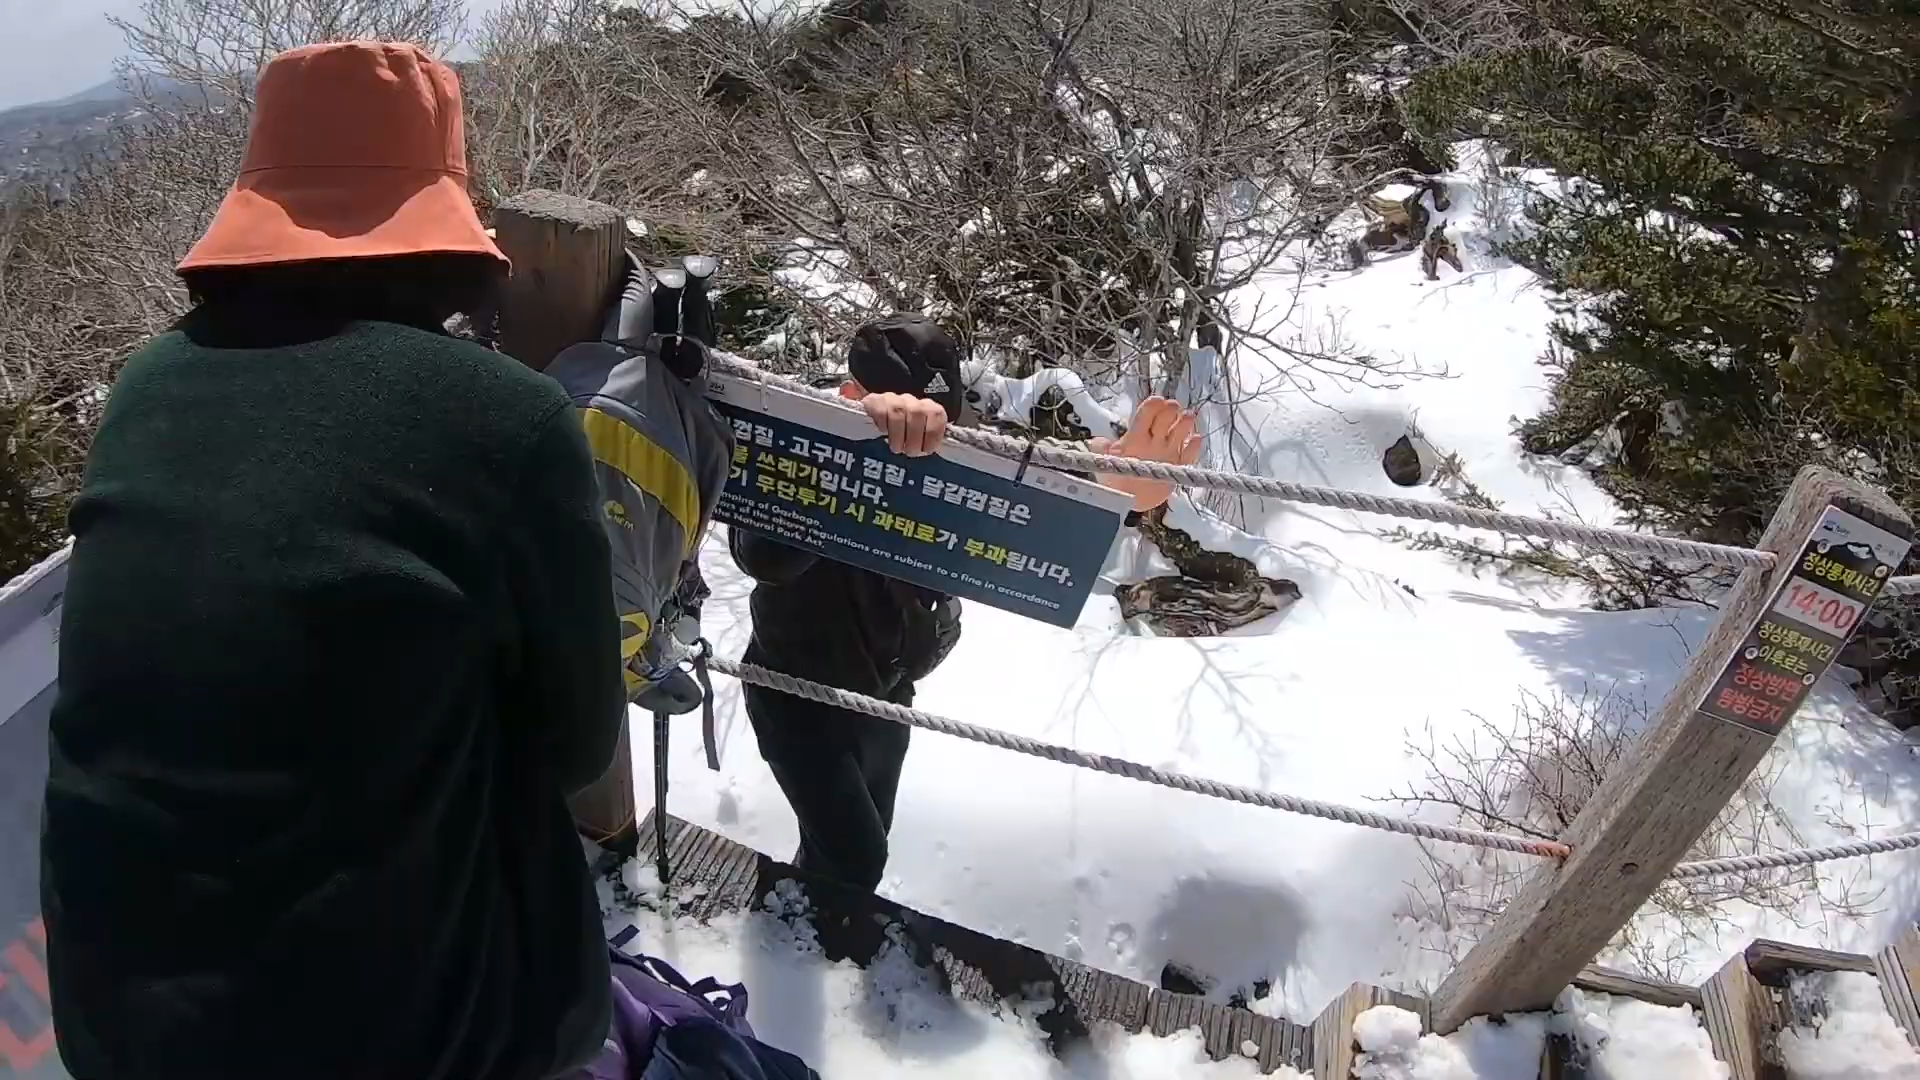 껍질·고구마 껍질·달걀껍질은
쓰레기입니다.
무단투기 시 과태료가 부과됩니다.
of Garbage,
of the above regulations are subject to a fine in accordance
the Natural Park Act.
adidas
정상통제시간
14:00
정상통제시간
이후로는
정상방면
탐방금지